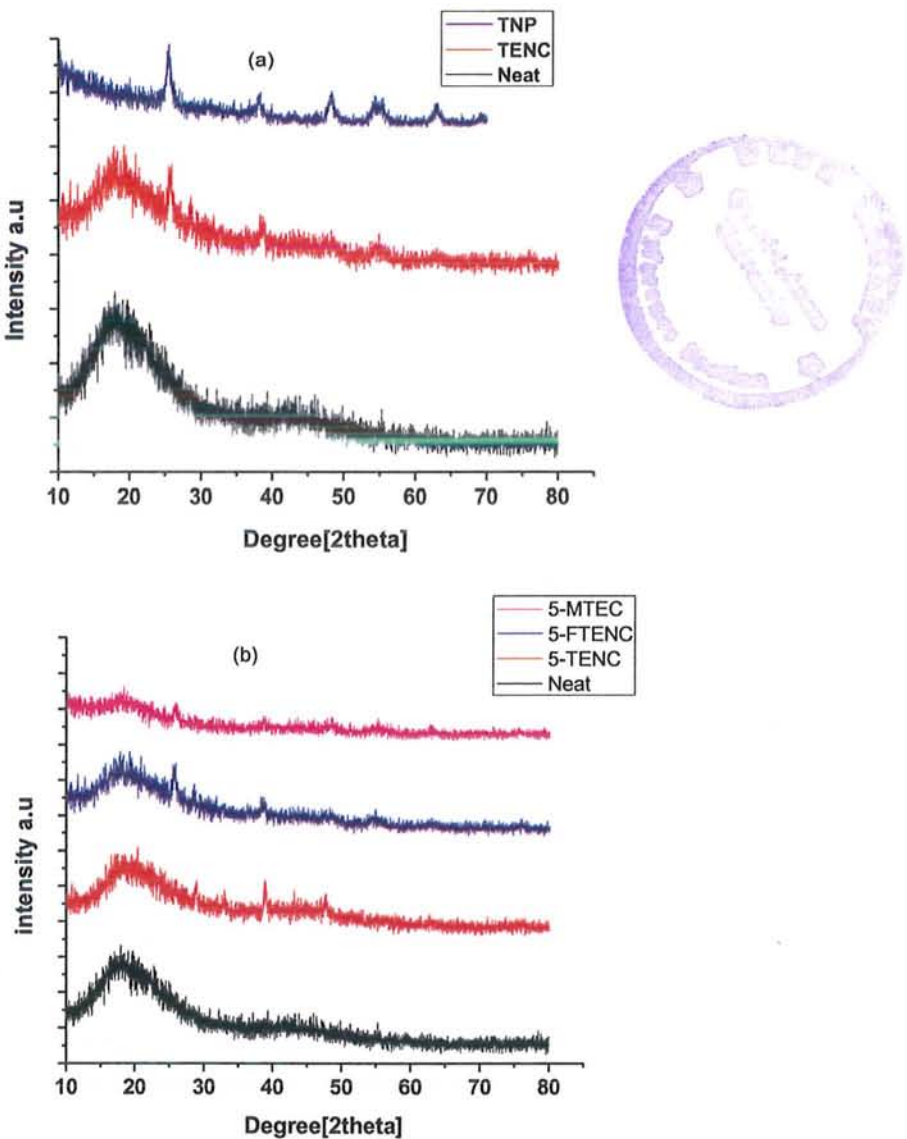 TNP
TENC
Neat
(a)
Intensity a.u
10 20 30 40 50 60 70 80
Degree[2theta]
5-MTEC
5-FTENC
5-TENC
Neat
(b)
intensity a.u
10 20 30 40 50 60 70 80
Degree[2theta]